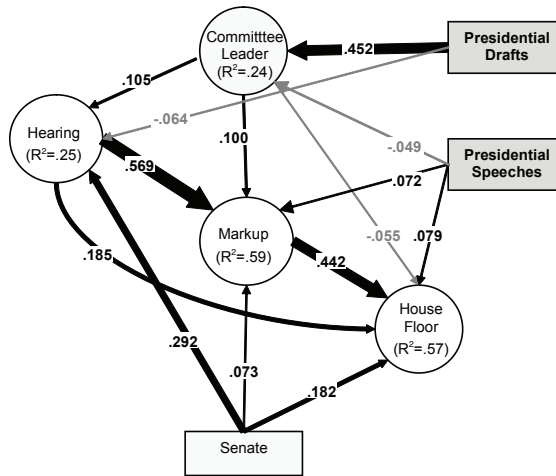 Committtee
Leader
(R²=.24)
Presidential
Drafts
.452
.105
-.064
Hearing
(R²=.25)
.100
-.049
Presidential
Speeches
.569
.072
Markup
(R²=.59)
.185
-.055
.079
.442
House
Floor
(R²=.57)
.292
.073
.182
Senate